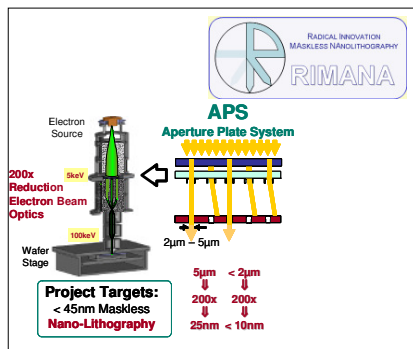 RADICAL INNOVATION
MASKLESS NANOLITHOGRAPHY
RIMANA
APS
Aperture Plate System
Electron
Source
200x
Reduction
Electron Beam
Optics
5keV
100keV
Wafer
Stage
2µm – 5µm
Project Targets:
< 45nm Maskless
Nano-Lithography
5µm < 2µm
200x 200x
25nm < 10nm